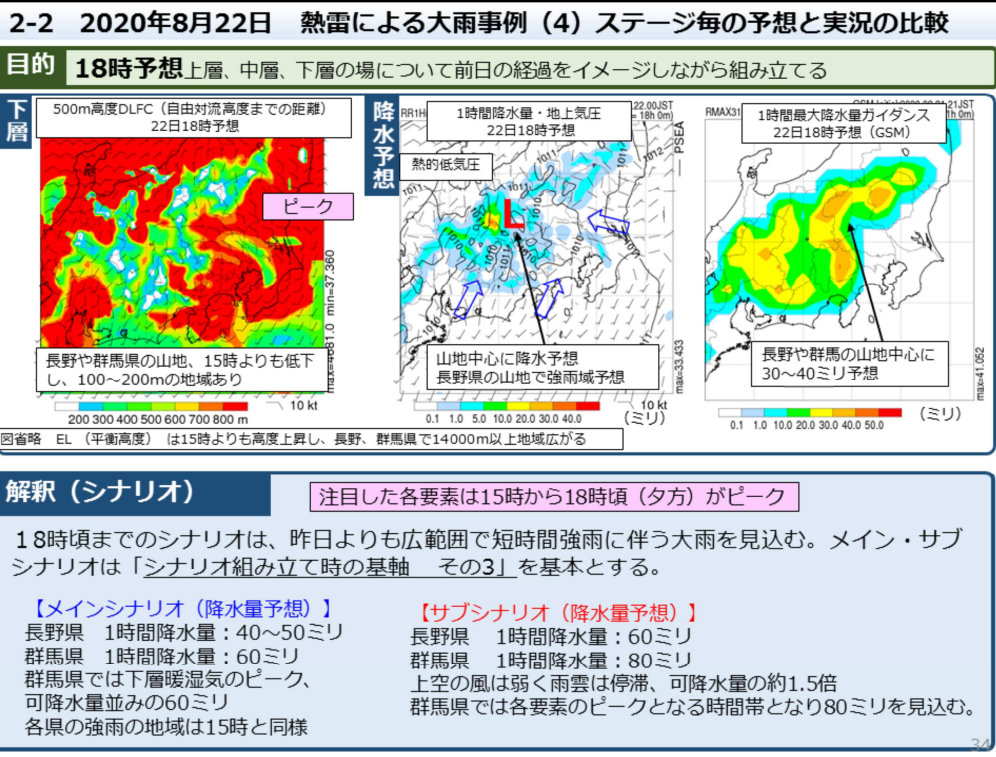 2-2 2020年8月22日 熱雷による大雨事例（4）ステージ毎の予想と実況の比較
目的 18時予想上層、中層、下層の場について前日の経過をイメージしながら組み立てる
下層
500m高度DLFC（自由対流高度までの距離）
22日18時予想
ピーク
min=37.360
長野や群馬県の山地、15時よりも低下
し、100～200mの地域あり
10 kt
200 300 400 500 600 700 800 m
図省略 EL （平衡高度） は15時よりも高度上昇し、長野、群馬県で14000m以上地域広がる
降水予想
RR1H
1時間降水量・地上気圧
22日18時予想
22.00JST
= 18h 0m)
PSEA
熱的低気圧
L
1011
1011
1011
1012
1011
1010
1010
1010
1011
山地中心に降水予想
長野県の山地で強雨域予想
max=33.433
10 kt
0.1 1.0 5.0 10.0 20.0 30.0 40.0
（ミリ）
RMAX31
21JST
1h 0m)
1時間最大降水量ガイダンス
22日18時予想（GSM）
長野や群馬の山地中心に
30～40ミリ予想
max=41.052
0.1 1.0 10.0 20.0 30.0 40.0 50.0
（ミリ）
解釈（シナリオ）
注目した各要素は15時から18時頃（夕方）がピーク
１8時頃までのシナリオは、昨日よりも広範囲で短時間強雨に伴う大雨を見込む。メイン・サブ
シナリオは「シナリオ組み立て時の基軸 その3」を基本とする。
【メインシナリオ（降水量予想）】
長野県 1時間降水量：40～50ミリ
群馬県 1時間降水量：60ミリ
群馬県では下層暖湿気のピーク、
可降水量並みの60ミリ
各県の強雨の地域は15時と同様
【サブシナリオ（降水量予想）】
長野県 1時間降水量：60ミリ
群馬県 1時間降水量：80ミリ
上空の風は弱く雨雲は停滞、可降水量の約1.5倍
群馬県では各要素のピークとなる時間帯となり80ミリを見込む。
34